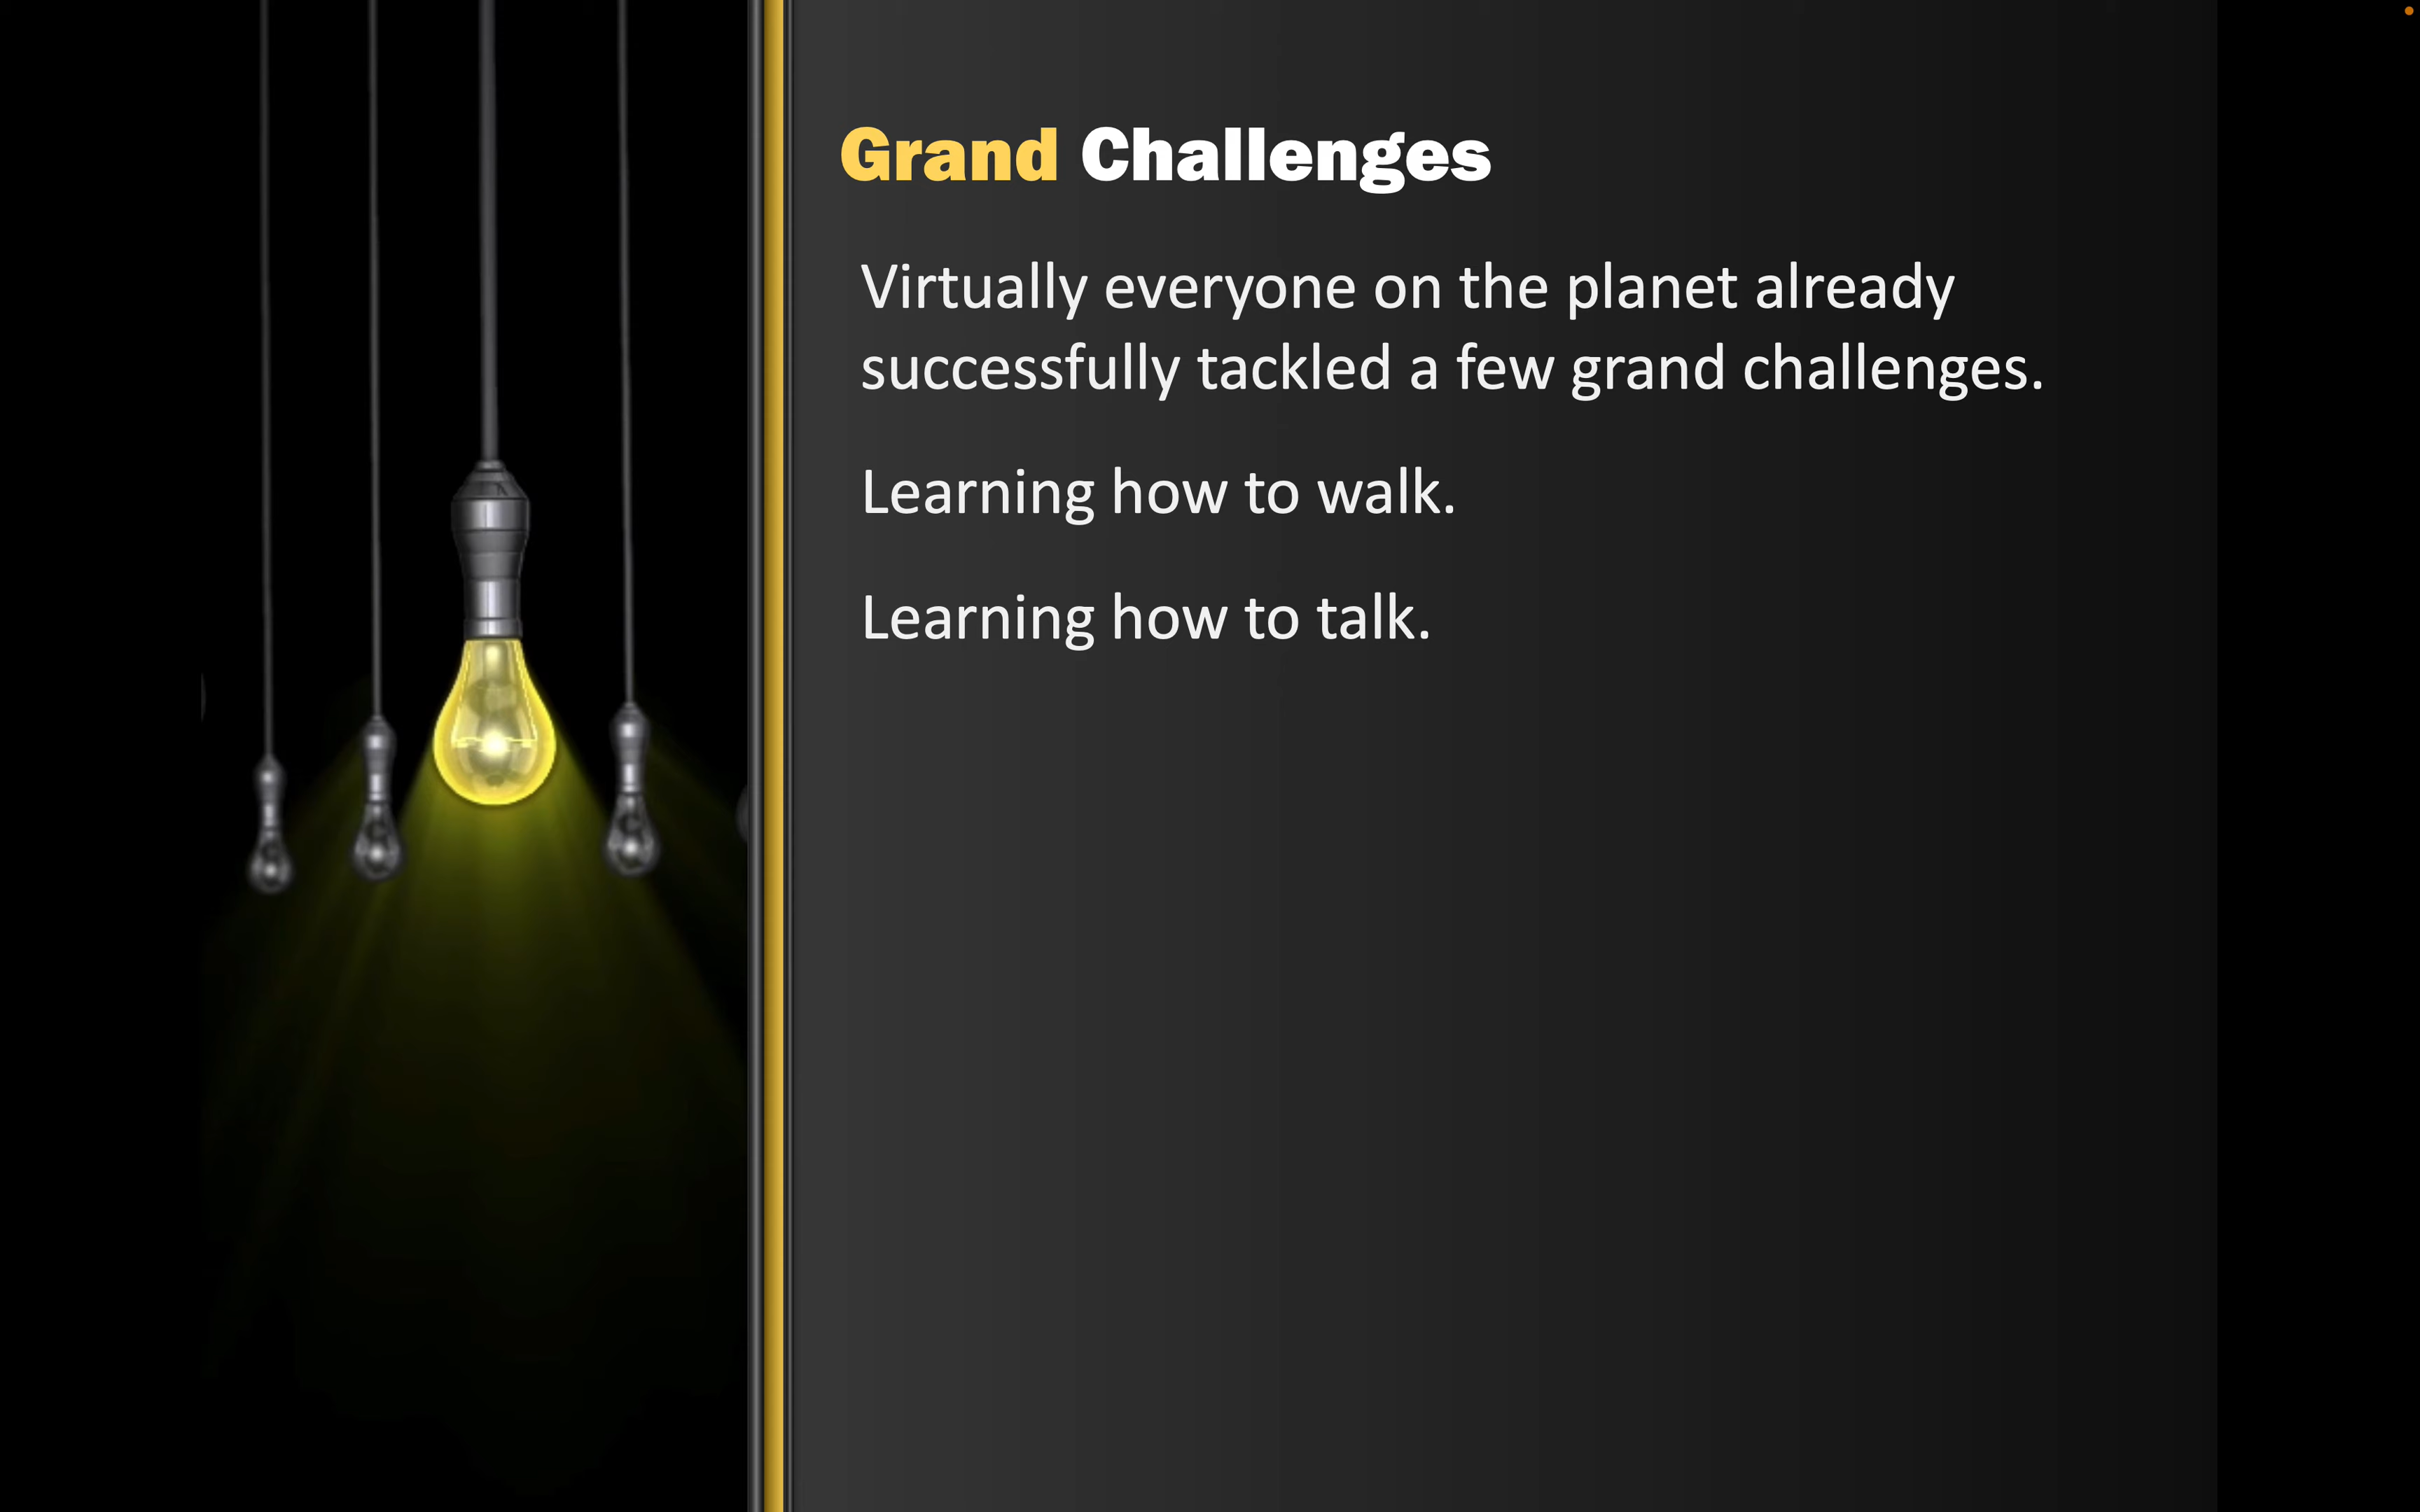 Grand Challenges
Virtually everyone on the planet already
successfully tackled a few grand challenges.
Learning how to walk.
Learning how to talk.